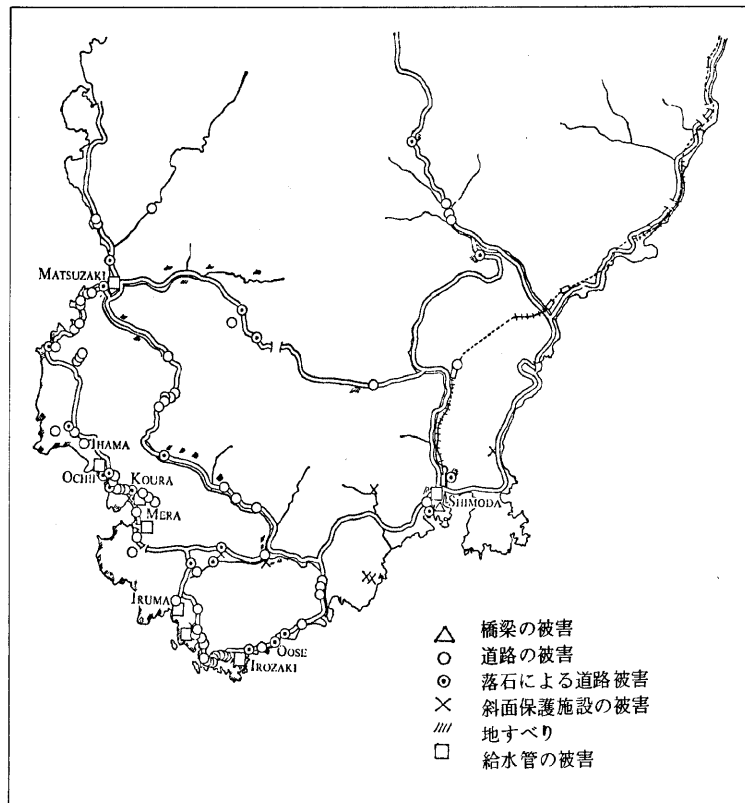 MATSUZAKI
IHAMA
OCHII
KOURA
MERA
SHIMODA
IRUMA
OOSE
IROZAKI
橋梁の被害
道路の被害
落石による道路被害
斜面保護施設の被害
地すべり
給水管の被害